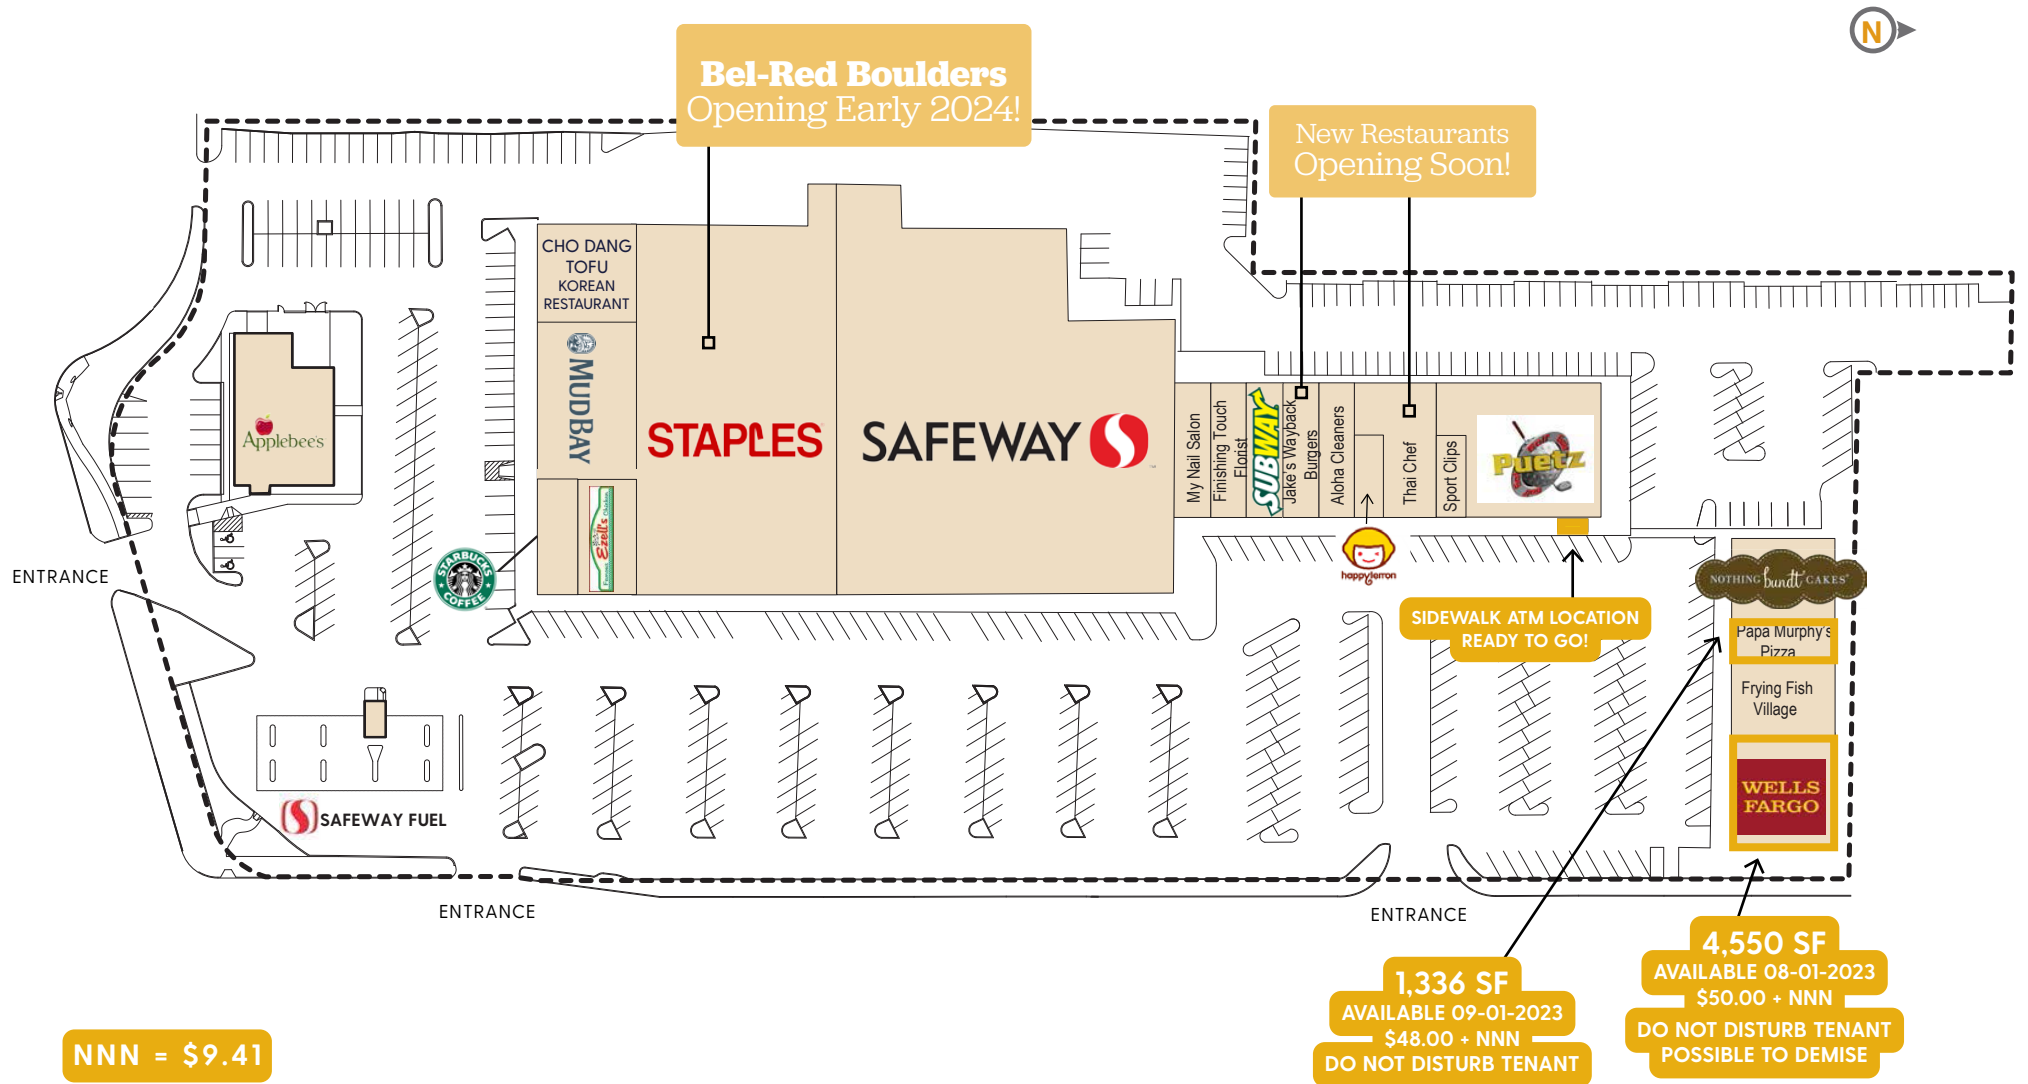 N
Bel-Red Boulders
Opening Early 2024!
New Restaurants
Opening Soon!
CHO DANG
TOFU
KOREAN
RESTAURANT
MUDBAY
STAPLES
SAFEWAY
Applebee's
STARBUCKS
COFFEE
Famous
Ezell's
Chicken
My Nail Salon
Finishing Touch
Florist
SUBWAY
Jake's Wayback
Burgers
Aloha Cleaners
happylemon
Thai Chef
Sport Clips
Puetz
SIDEWALK ATM LOCATION
READY TO GO!
NOTHING bundt CAKES
Papa Murphy's
Pizza
Frying Fish
Village
WELLS
FARGO
ENTRANCE
SAFEWAY FUEL
ENTRANCE
ENTRANCE
1,336 SF
AVAILABLE 09-01-2023
$48.00 + NNN
DO NOT DISTURB TENANT
4,550 SF
AVAILABLE 08-01-2023
$50.00 + NNN
DO NOT DISTURB TENANT
POSSIBLE TO DEMISE
NNN = $9.41